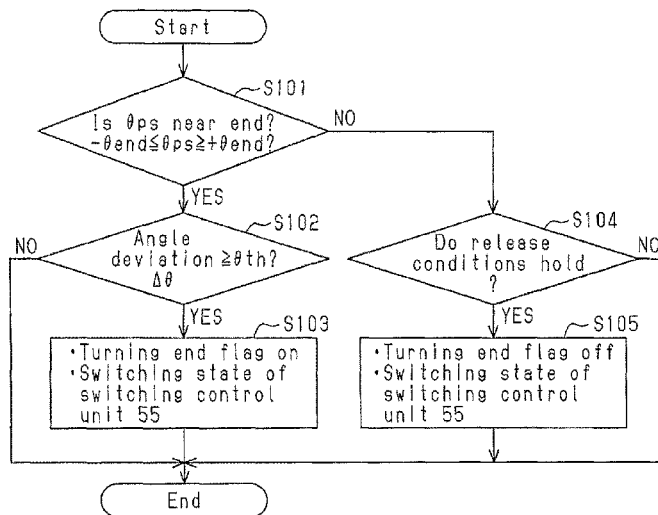 Start
S101
Is θps near end?
-θend≦θps≧+θend?
NO
YES
S102
NO
Angle
deviation ≧θth?
Δθ
S104
Do release
conditions hold
?
NO
YES
S103
・Turning end flag on
・Switching state of
switching control
unit 55
YES
S105
・Turning end flag off
・Switching state of
switching control
unit 55
End